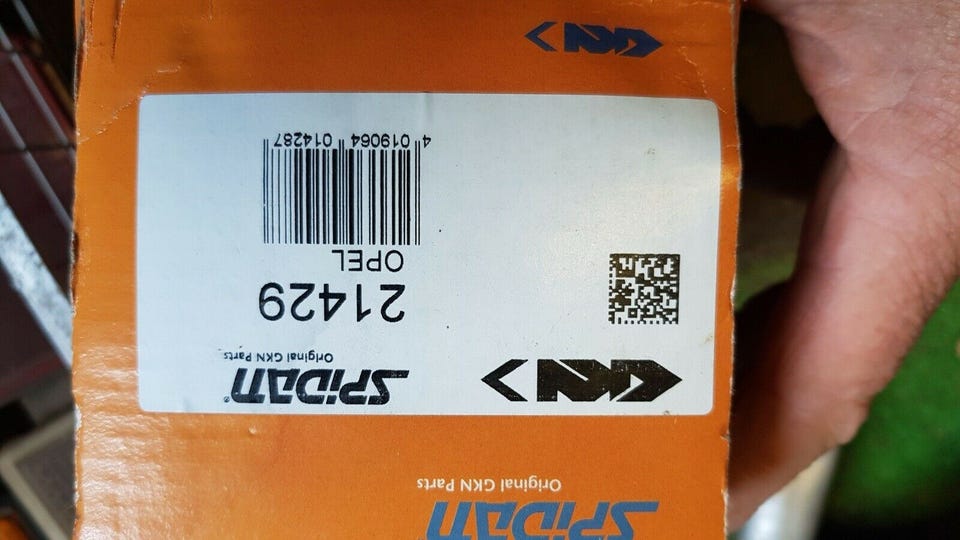 SPiDAN
Original GKN Parts
GKN
SPiDAN®
Original GKN Parts
21429
OPEL
4 019064 014287
GKN